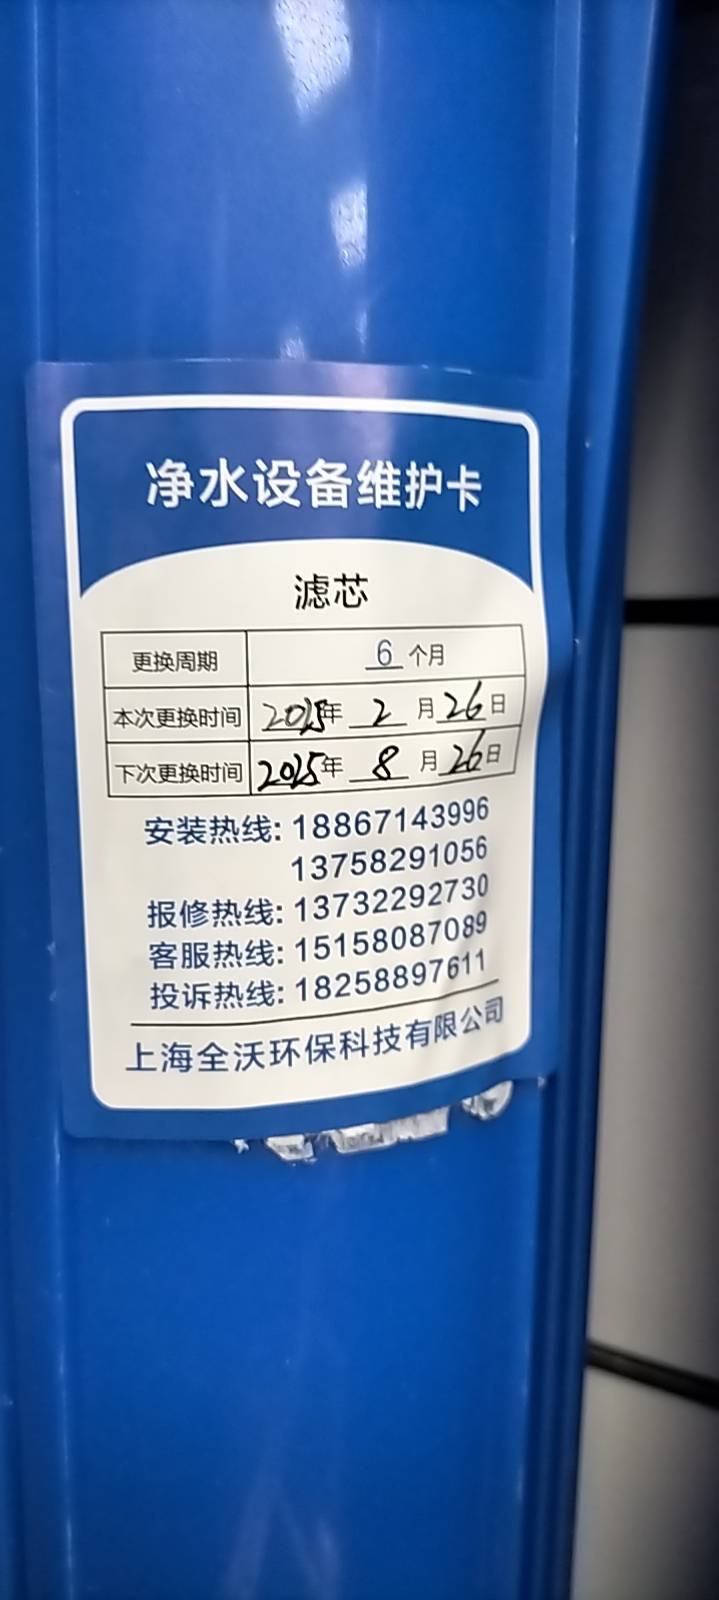 净水设备维护卡
滤芯
更换周期 6 个月
本次更换时间 2025年 2 月 26 日
下次更换时间 2025年 8 月 26 日
安装热线: 18867143996
13758291056
报修热线: 13732292730
客服热线: 15158087089
投诉热线: 18258897611
上海全沃环保科技有限公司